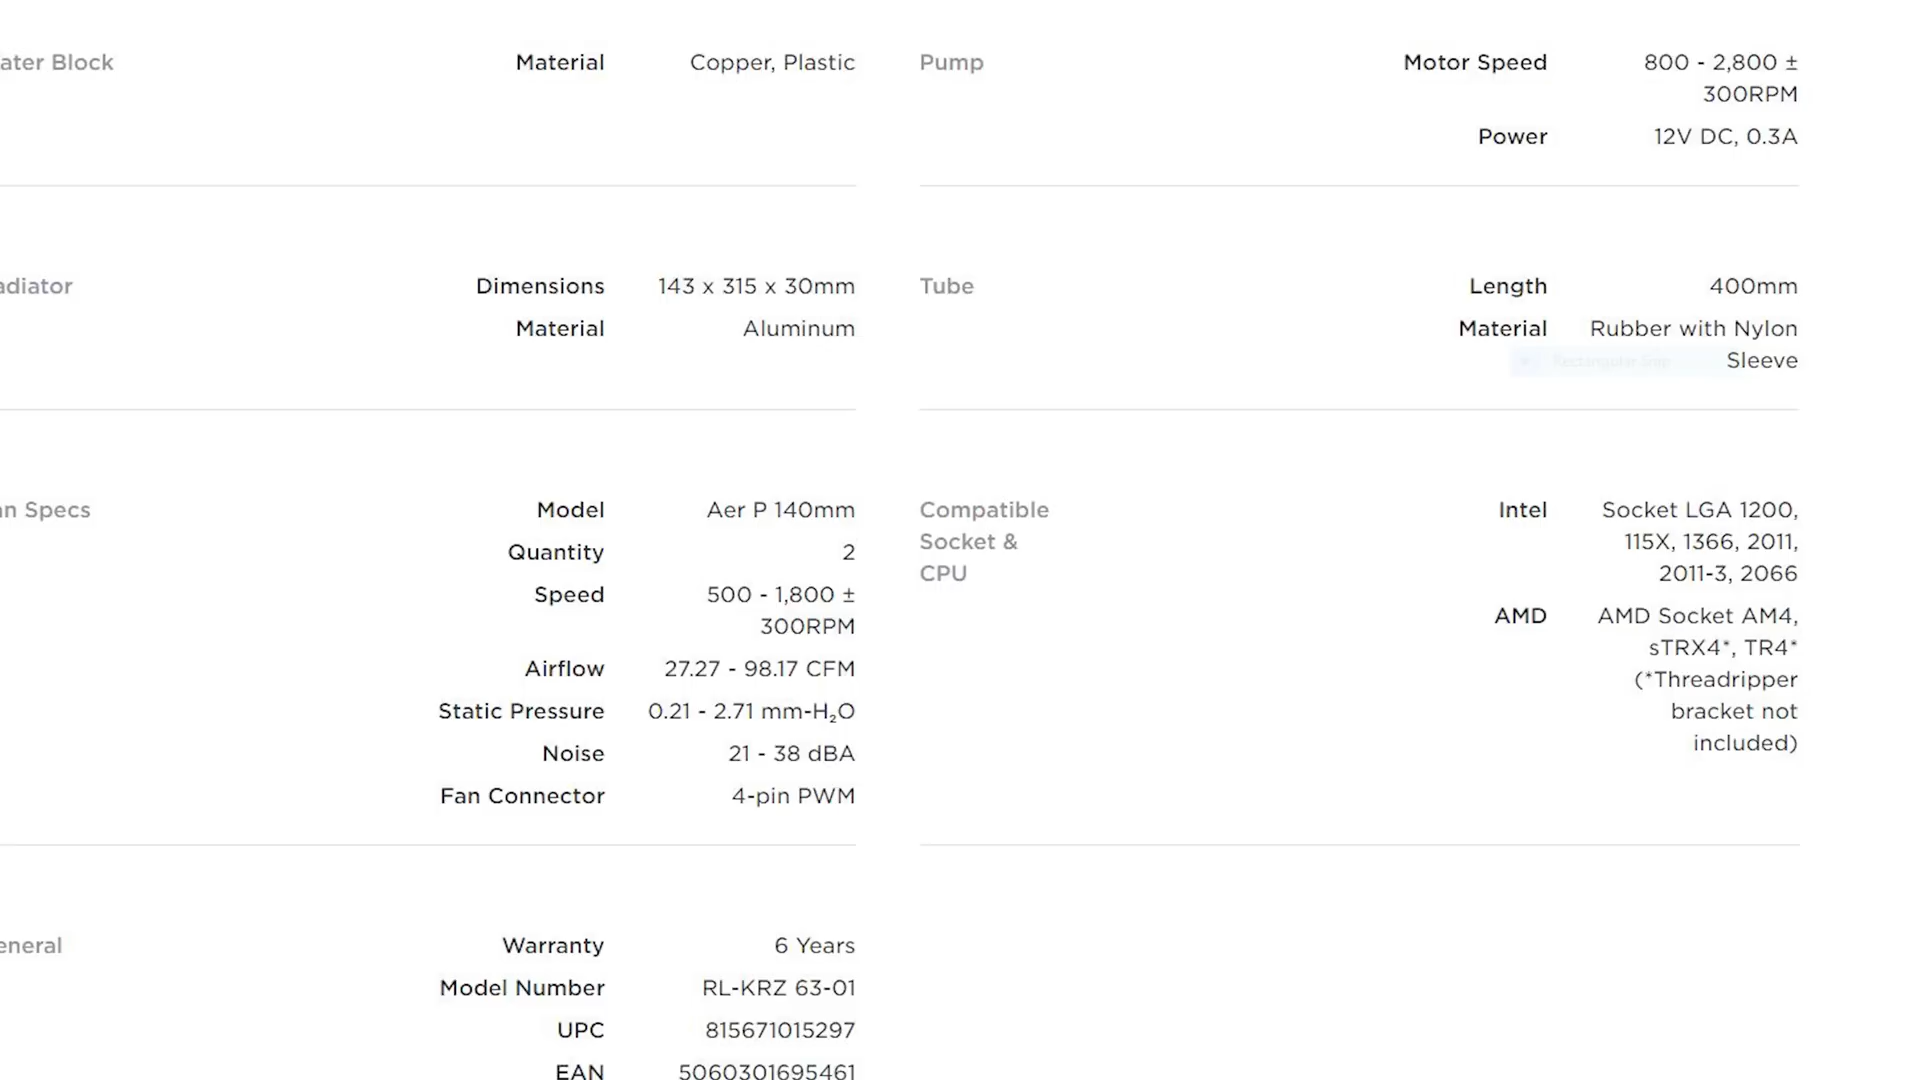 ater Block
Material Copper, Plastic
Pump
Motor Speed 800 - 2,800 ±
300RPM
Power 12V DC, 0.3A
adiator
Dimensions 143 x 315 x 30mm
Material Aluminum
Tube
Length 400mm
Material Rubber with Nylon
Sleeve
Rectangular Snip
an Specs
Model Aer P 140mm
Quantity 2
Speed 500 - 1,800 ±
300RPM
Airflow 27.27 - 98.17 CFM
Static Pressure 0.21 - 2.71 mm-H₂O
Noise 21 - 38 dBA
Fan Connector 4-pin PWM
Compatible
Socket &
CPU
Intel Socket LGA 1200,
115X, 1366, 2011,
2011-3, 2066
AMD AMD Socket AM4,
sTRX4*, TR4*
(*Threadripper
bracket not
included)
eneral
Warranty 6 Years
Model Number RL-KRZ 63-01
UPC 815671015297
EAN 5060301695461